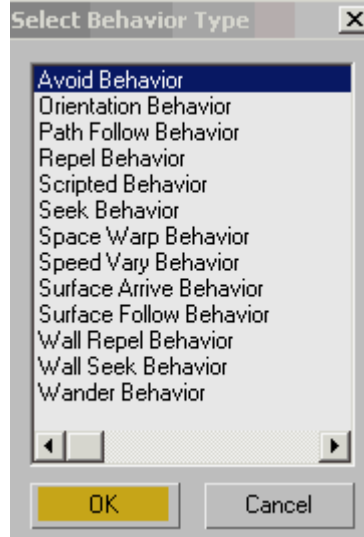 Select Behavior Type
Avoid Behavior
Orientation Behavior
Path Follow Behavior
Repel Behavior
Scripted Behavior
Seek Behavior
Space Warp Behavior
Speed Vary Behavior
Surface Arrive Behavior
Surface Follow Behavior
Wall Repel Behavior
Wall Seek Behavior
Wander Behavior
OK Cancel